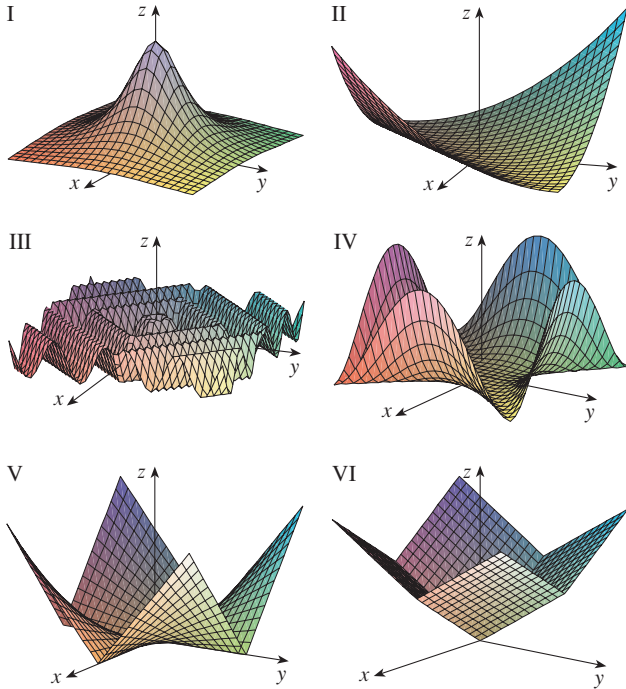 I z x y
II z x y
III z x y
IV z x y
V z x y
VI z x y